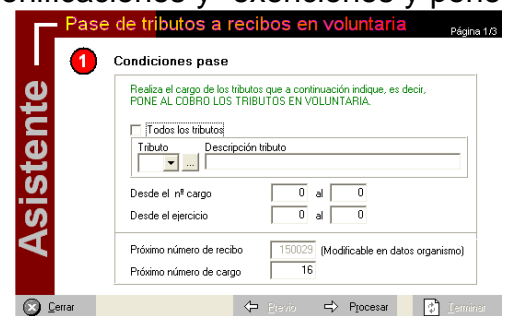 nificaciones y exenciones y pone
Pase de tributos a recibos en voluntaria
Página 1/3
Asistente
1 Condiciones pase
Realiza el cargo de los tributos que a continuación indique, es decir,
PONE AL COBRO LOS TRIBUTOS EN VOLUNTARIA.
Todos los tributos
Tributo Descripción tributo
...
Desde el nº cargo 0 al 0
Desde el ejercicio 0 al 0
Próximo número de recibo 150029 (Modificable en datos organismo)
Próximo número de cargo 16
Cerrar Previo Procesar Terminar